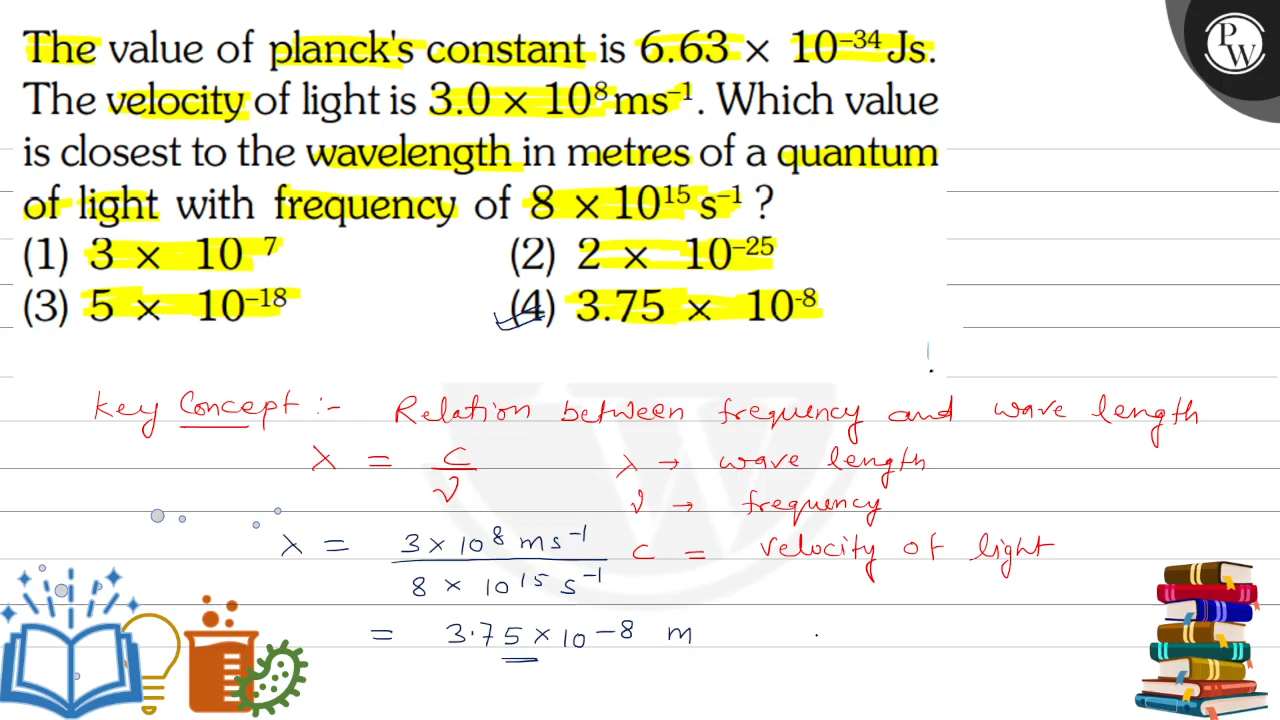 The value of planck's constant is 6.63 × 10⁻³⁴ Js.
The velocity of light is 3.0 × 10⁸ ms⁻¹. Which value
is closest to the wavelength in metres of a quantum
of light with frequency of 8 × 10¹⁵ s⁻¹ ?
(1) 3 × 10 ⁷ (2) 2 × 10⁻²⁵
(3) 5 × 10⁻¹⁸ (4) 3.75 × 10⁻⁸
Key Concept :- Relation between frequency and wave length
λ = c/ν λ → wave length
ν → frequency
λ = 3 × 10⁸ ms⁻¹ / 8 × 10¹⁵ s⁻¹ c = velocity of light
= 3.75 × 10⁻⁸ m
PW